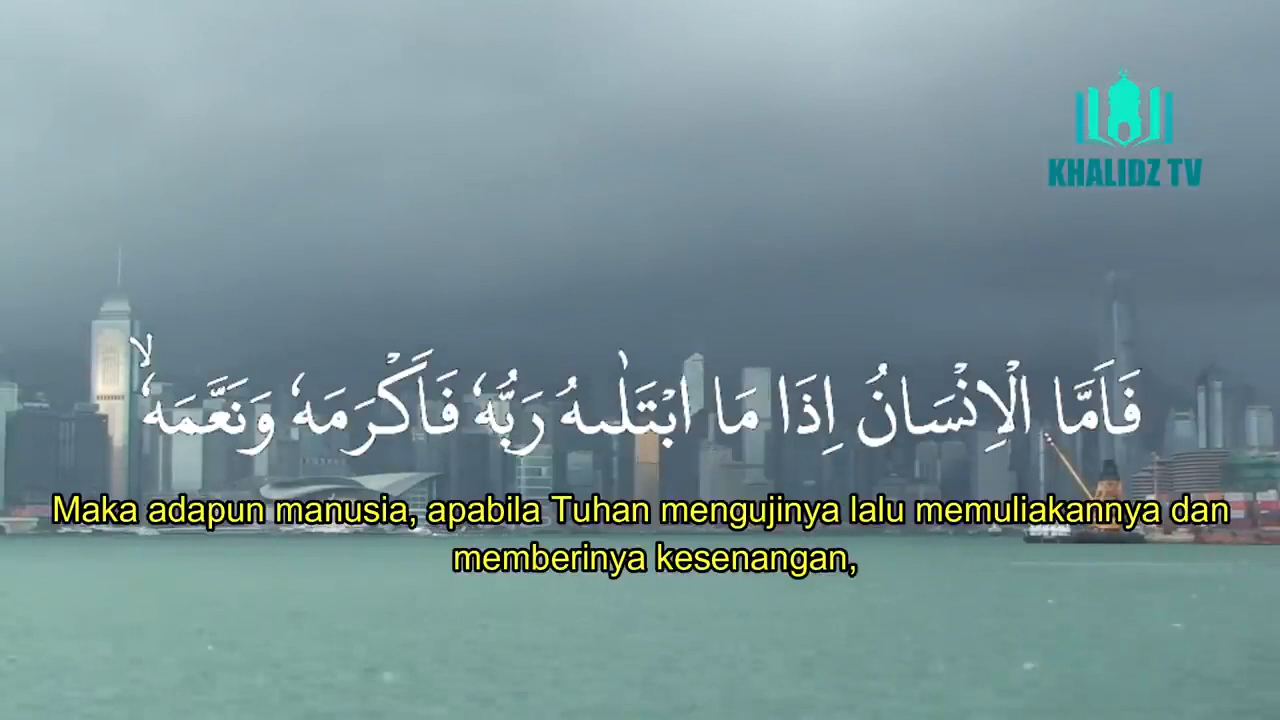 KHALIDZ TV
فَاَمَّا الْاِنْسَانُ اِذَا مَا ابْتَلٰىهُ رَبُّهٗ فَاَكْرَمَهٗ وَنَعَّمَهٗۙ
Maka adapun manusia, apabila Tuhan mengujinya lalu memuliakannya dan
memberinya kesenangan,